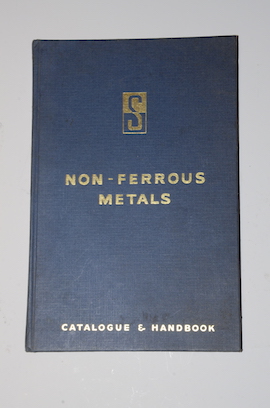 S
NON-FERROUS
METALS
CATALOGUE & HANDBOOK